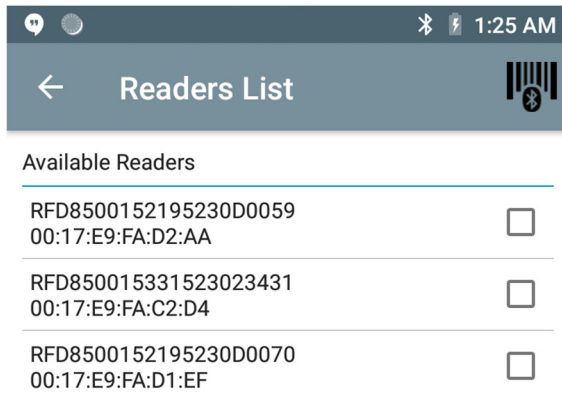 1:25 AM
Readers List
Available Readers
RFD8500152195230D0059
00:17:E9:FA:D2:AA
RFD850015331523023431
00:17:E9:FA:C2:D4
RFD8500152195230D0070
00:17:E9:FA:D1:EF